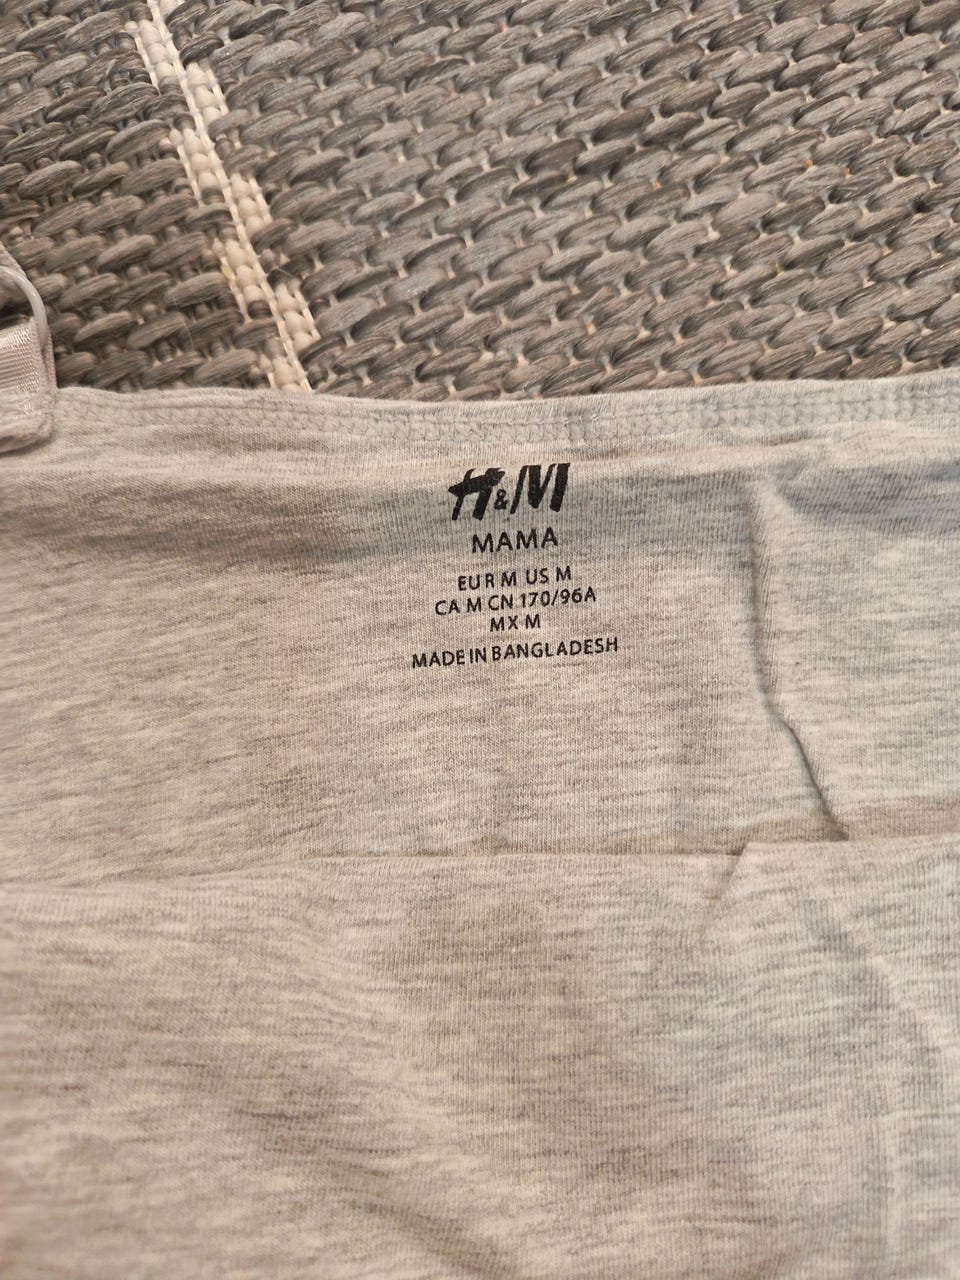 H&M
MAMA
EUR M US M
CA M CN 170/96A
MX M
MADE IN BANGLADESH